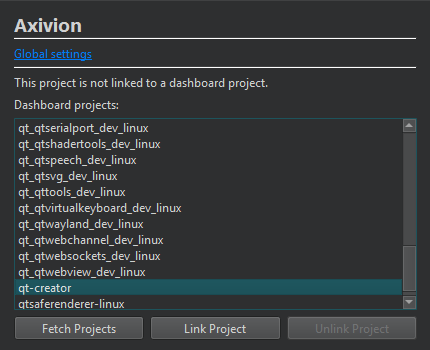 Axivion
Global settings
This project is not linked to a dashboard project.
Dashboard projects:
qt_qtserialport_dev_linux
qt_qtshadertools_dev_linux
qt_qtspeech_dev_linux
qt_qtsvg_dev_linux
qt_qttools_dev_linux
qt_qtvirtualkeyboard_dev_linux
qt_qtwayland_dev_linux
qt_qtwebchannel_dev_linux
qt_qtwebsockets_dev_linux
qt_qtwebview_dev_linux
qt-creator
qtsaferenderer-linux
Fetch Projects Link Project Unlink Project